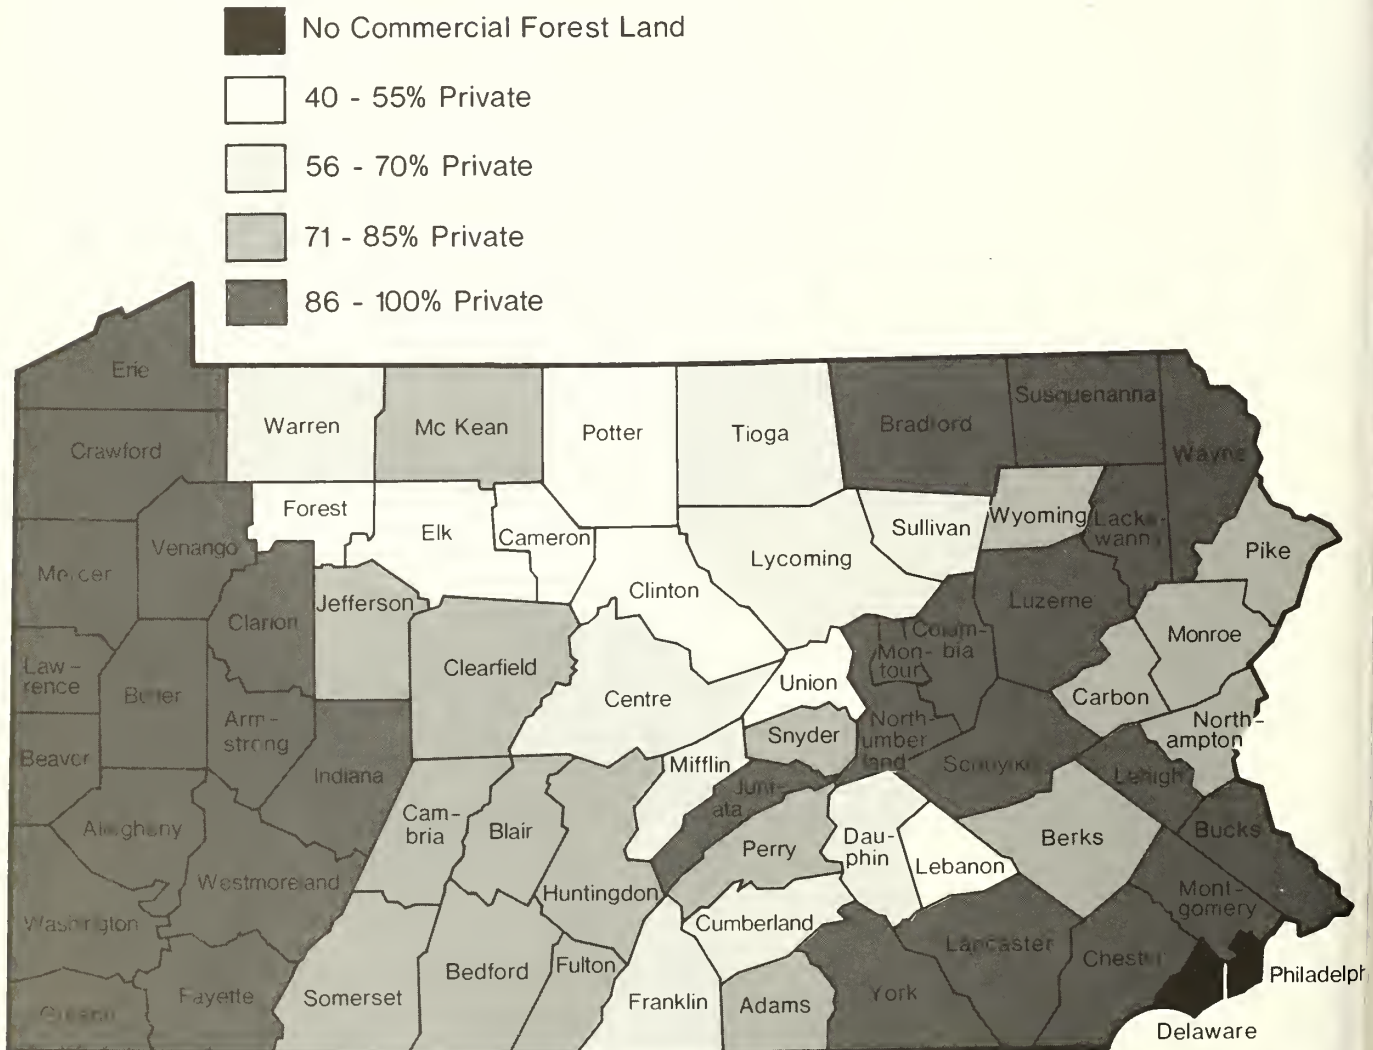 No Commercial Forest Land
40 - 55% Private
56 - 70% Private
71 - 85% Private
86 - 100% Private
Erie
Warren
Mc Kean
Potter
Tioga
Bradford
Susquenanna
Wayne
Crawford
Forest
Elk
Cameron
Sullivan
Wyoming
Lack-
wann
Venango
Lycoming
Pike
Mercer
Jefferson
Clinton
Luzerne
Clarion
Monroe
Colum-
bia
Mon-
tour
Law-
rence
Butler
Clearfield
Centre
Union
Carbon
Arm-
strong
Snyder
North-
umber
land
North-
ampton
Beaver
Indiana
Mifflin
Schuylkill
Lehigh
Juni-
ata
Allegheny
Cam-
bria
Blair
Perry
Dau-
phin
Berks
Bucks
Lebanon
Westmoreland
Huntingdon
Mont-
gomery
Washington
Cumberland
Lancaster
Chester
Bedford
Fulton
Philadelph
Greene
Fayette
Somerset
Franklin
Adams
York
Delaware